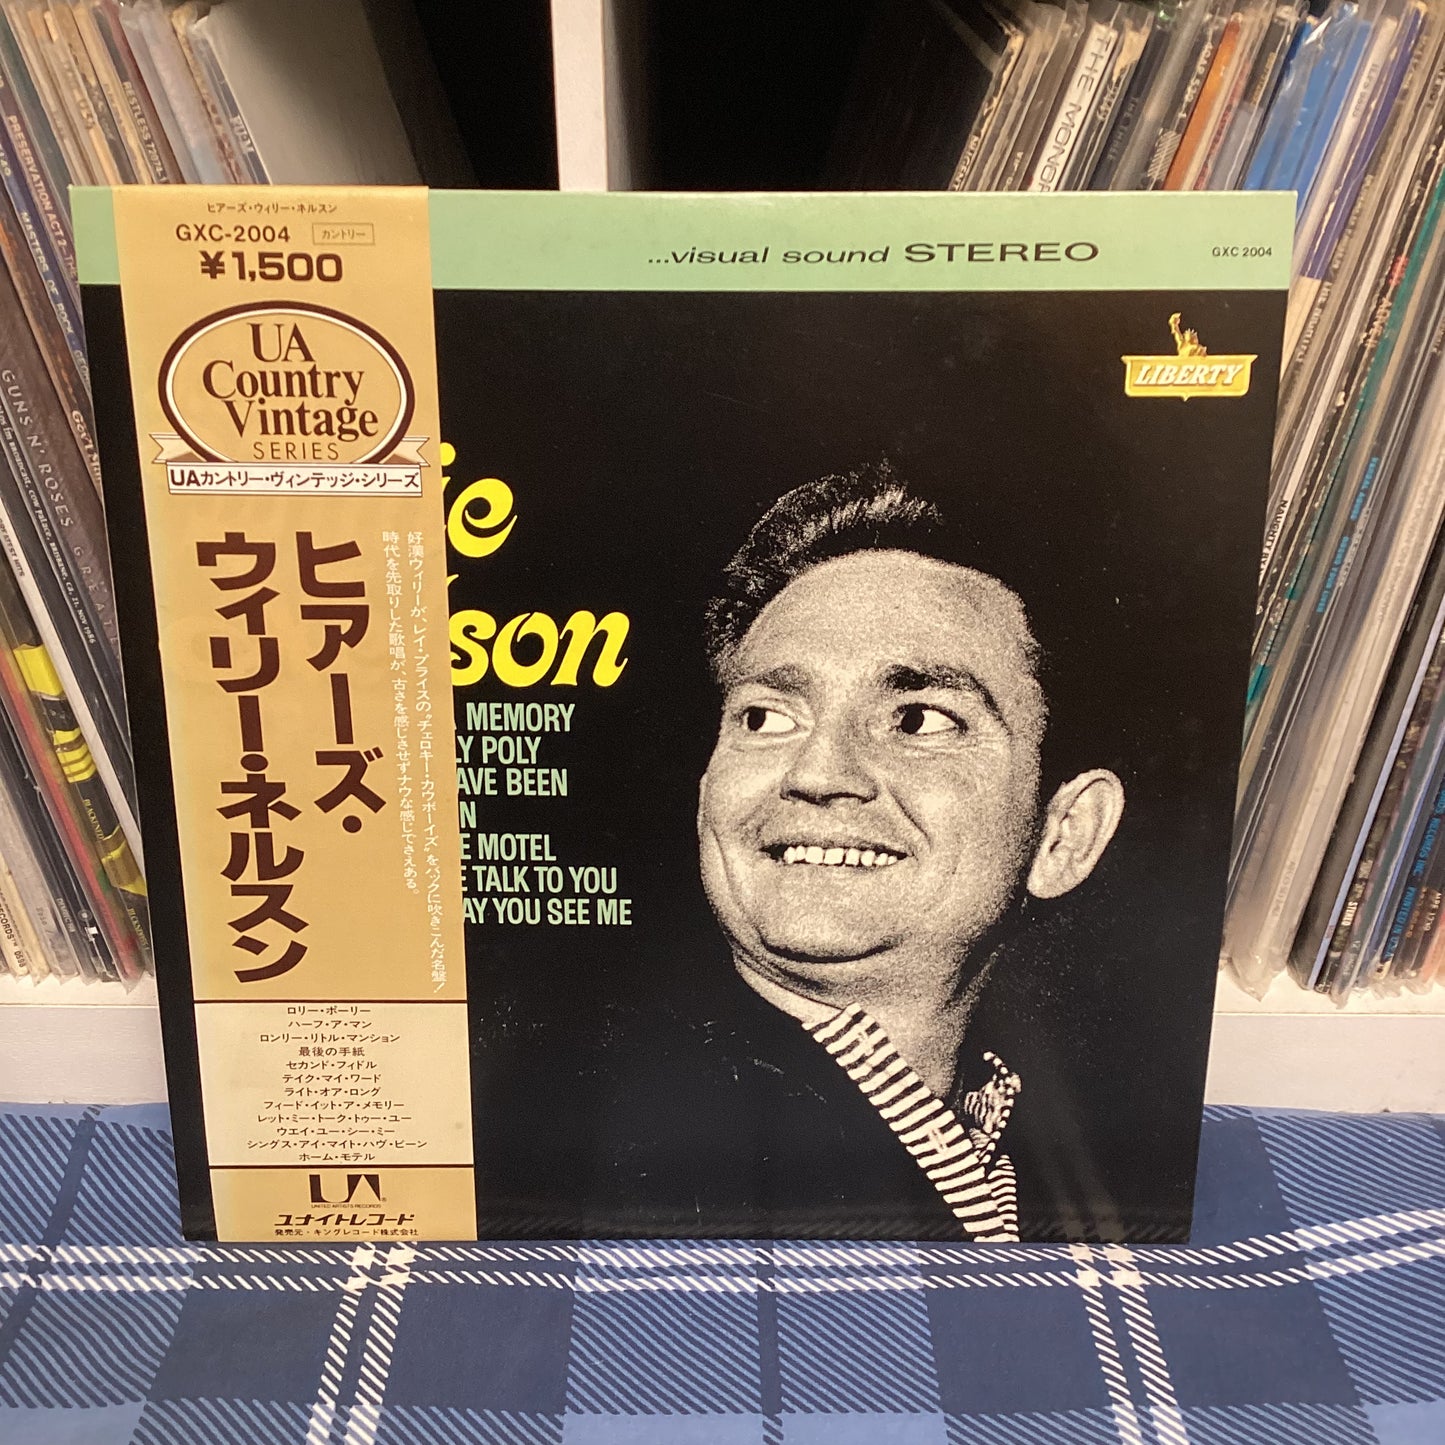 ヒアーズ・ウィリー・ネルスン
GXC-2004 カントリー
¥1,500
UA
Country
Vintage
SERIES
UAカントリー・ヴィンテッジ・シリーズ
ヒアーズ・
ウィリー・ネルスン
好漢ウィリーが、レイ・プライスの“チェロキー・カウボーイズ”をバックに吹きこんだ名盤!
時代を先取りした歌唱が、古さを感じさせずナウな感じでさえある。
ロリー・ポーリー
ハーフ・ア・マン
ロンリー・リトル・マンション
最後の手紙
セカンド・フィドル
テイク・マイ・ワード
ライト・オア・ロング
フィード・イット・ア・メモリー
レット・ミー・トーク・トゥー・ユー
ウエイ・ユー・シー・ミー
シングス・アイ・マイト・ハヴ・ビーン
ホーム・モテル
UA
UNITED ARTISTS RECORDS
ユナイトレコード
発売元・キングレコード株式会社
...visual sound STEREO
GXC 2004
LIBERTY
ie
son
A MEMORY
LY POLY
AVE BEEN
N
E MOTEL
E TALK TO YOU
AY YOU SEE ME
PRESERVATION ACT 2
MASTERS OF ROCK
GUNS N' ROSES
RESTLESS
THE MONK